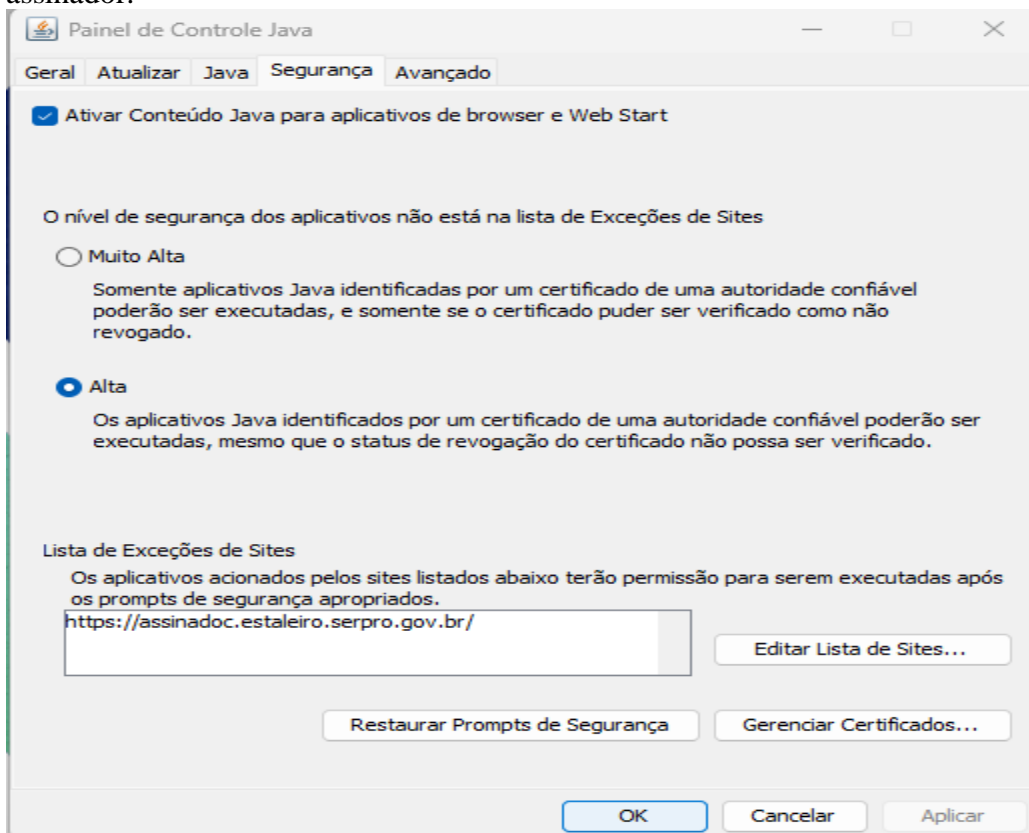 assinador.
Painel de Controle Java
Geral Atualizar Java Segurança Avançado
Ativar Conteúdo Java para aplicativos de browser e Web Start
O nível de segurança dos aplicativos não está na lista de Exceções de Sites
Muito Alta
Somente aplicativos Java identificadas por um certificado de uma autoridade confiável
poderão ser executadas, e somente se o certificado puder ser verificado como não
revogado.
Alta
Os aplicativos Java identificados por um certificado de uma autoridade confiável poderão ser
executadas, mesmo que o status de revogação do certificado não possa ser verificado.
Lista de Exceções de Sites
Os aplicativos acionados pelos sites listados abaixo terão permissão para serem executadas após
os prompts de segurança apropriados.
https://assinadoc.estaleiro.serpro.gov.br/
Editar Lista de Sites...
Restaurar Prompts de Segurança Gerenciar Certificados...
OK Cancelar Aplicar